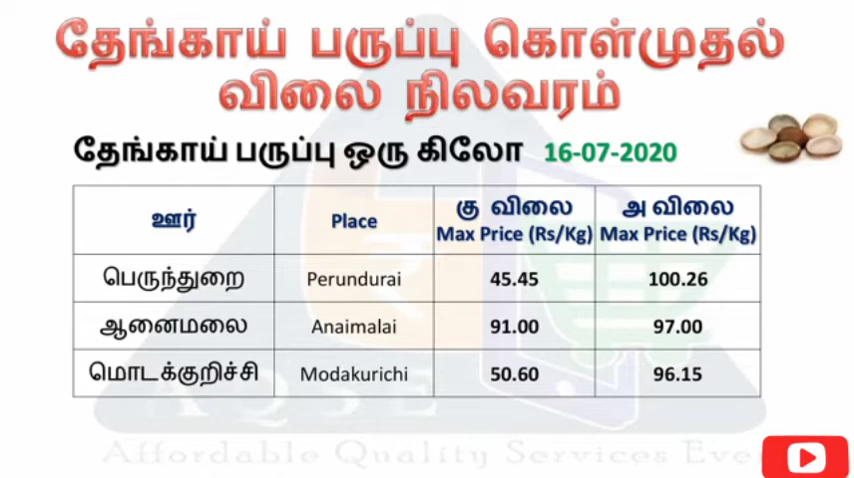 தேங்காய் பருப்பு கொள்முதல்
விலை நிலவரம்
தேங்காய் பருப்பு ஒரு கிலோ 16-07-2020
ஊர் Place கு விலை Max Price (Rs/Kg) அ விலை Max Price (Rs/Kg)
பெருந்துறை Perundurai 45.45 100.26
ஆனைமலை Anaimalai 91.00 97.00
மொடக்குறிச்சி Modakurichi 50.60 96.15
AQSE
Affordable Quality Services Eve